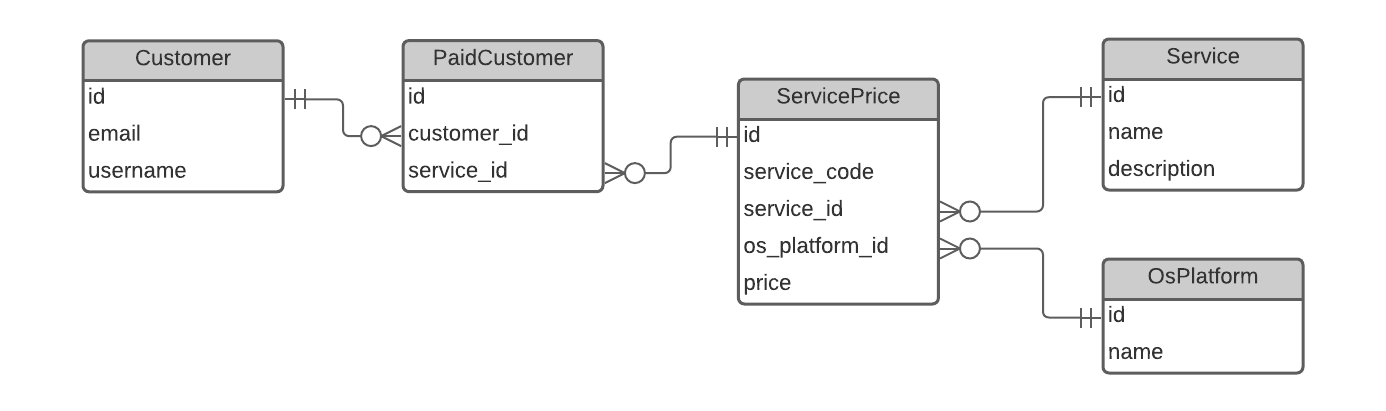 Customer
id
email
username
PaidCustomer
id
customer_id
service_id
ServicePrice
id
service_code
service_id
os_platform_id
price
Service
id
name
description
OsPlatform
id
name